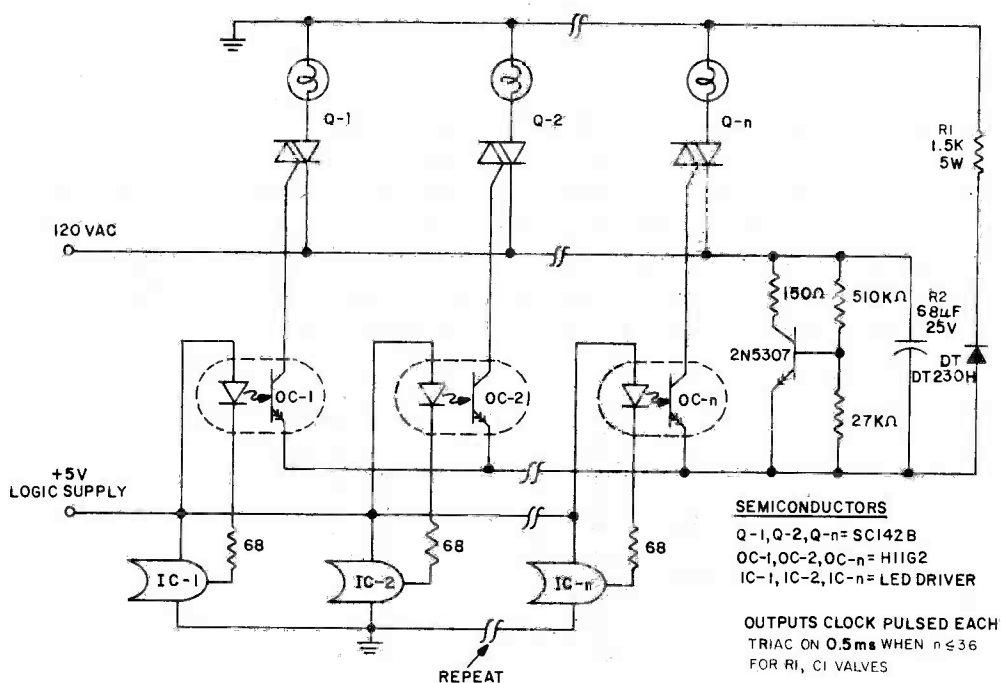 Q-1
Q-2
Q-n
R1
1.5K
5W
120 VAC
150Ω
510KΩ
R2
68µF
25V
2N5307
DT
DT230H
27KΩ
OC-1
OC-2
OC-n
+5V
LOGIC SUPPLY
68
68
68
IC-1
IC-2
IC-n
REPEAT
SEMICONDUCTORS
Q-1,Q-2,Q-n= SC142B
OC-1,OC-2,OC-n= H11G2
IC-1, IC-2, IC-n= LED DRIVER
OUTPUTS CLOCK PULSED EACH
TRIAC ON 0.5ms WHEN n ≤ 36
FOR R1, C1 VALVES